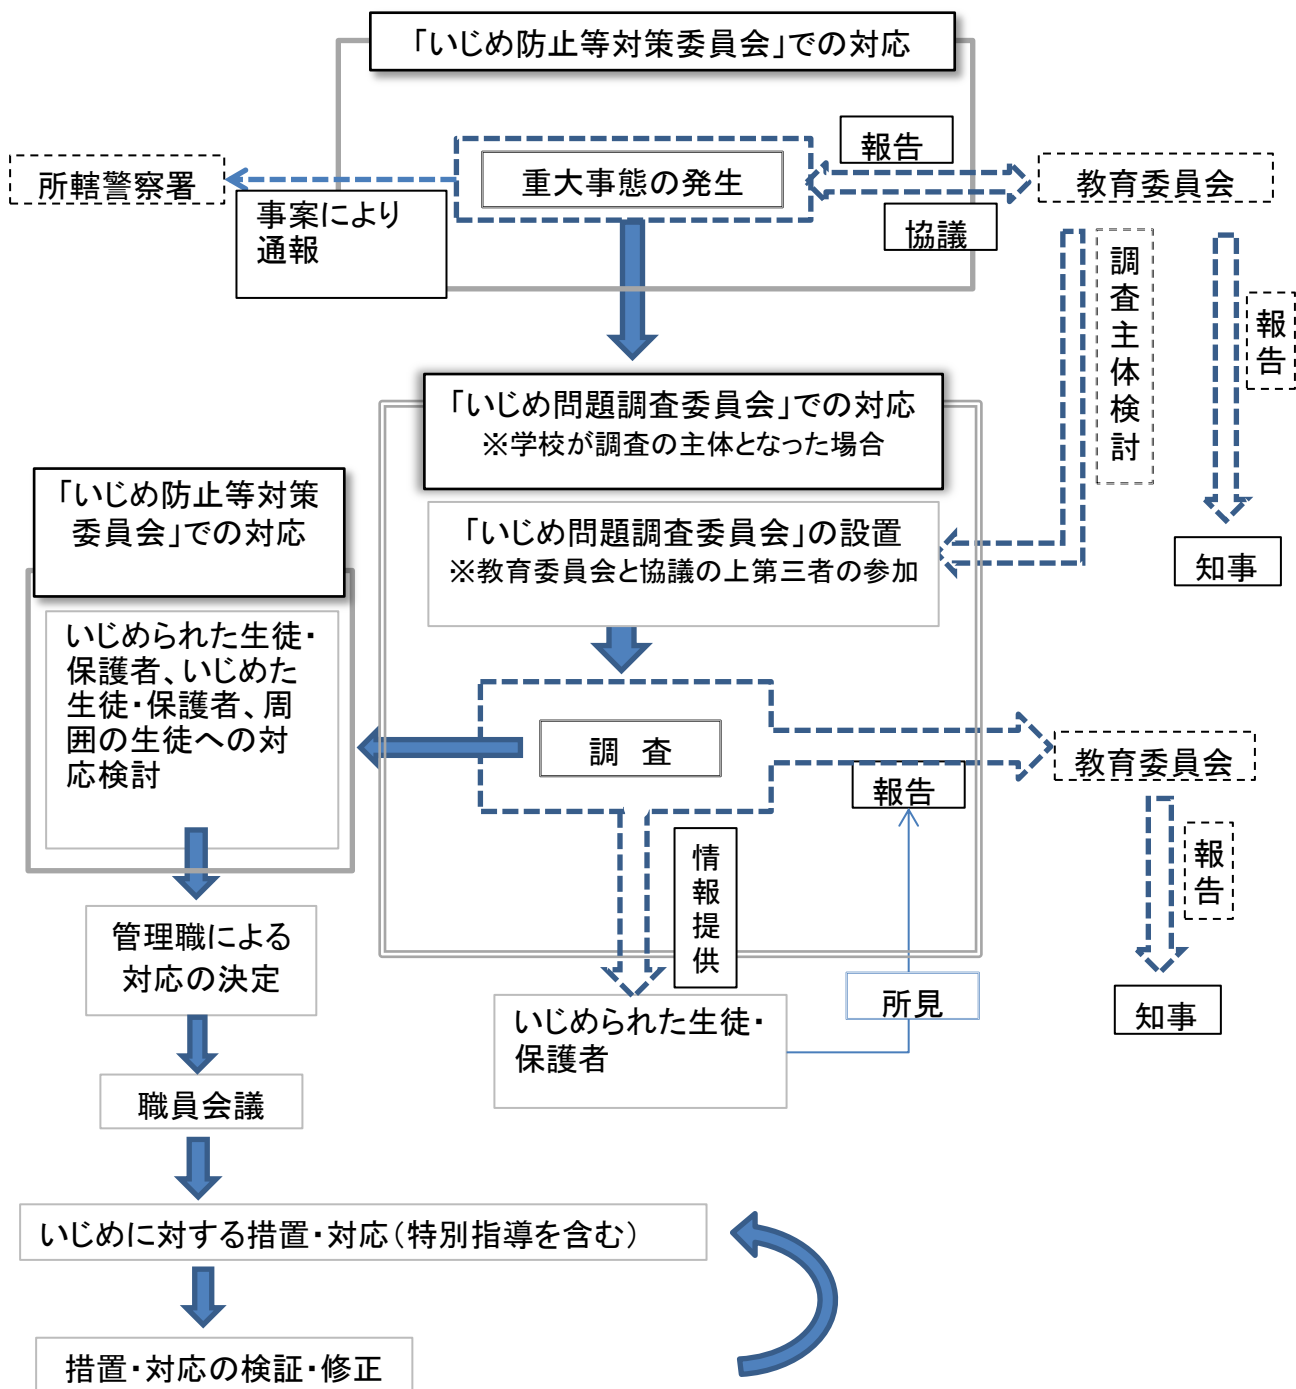 「いじめ防止等対策委員会」での対応
報告
重大事態の発生
所轄警察署
教育委員会
事案により
通報
協議
調査主体検討
報告
「いじめ問題調査委員会」での対応
※学校が調査の主体となった場合
「いじめ防止等対策
委員会」での対応
「いじめ問題調査委員会」の設置
※教育委員会と協議の上第三者の参加
知事
いじめられた生徒・
保護者、いじめた
生徒・保護者、周
囲の生徒への対
応検討
調 査
教育委員会
報告
情報提供
報告
管理職による
対応の決定
所見
知事
いじめられた生徒・
保護者
職員会議
いじめに対する措置・対応（特別指導を含む）
措置・対応の検証・修正